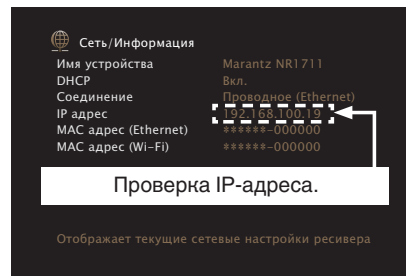 Сеть/Информация
Имя устройства Marantz NR1711
DHCP Вкл.
Соединение Проводное (Ethernet)
IP адрес 192.168.100.19
MAC адрес (Ethernet) ******-000000
MAC адрес (Wi-Fi) ******-000000
Проверка IP-адреса.
Отображает текущие сетевые настройки ресивера